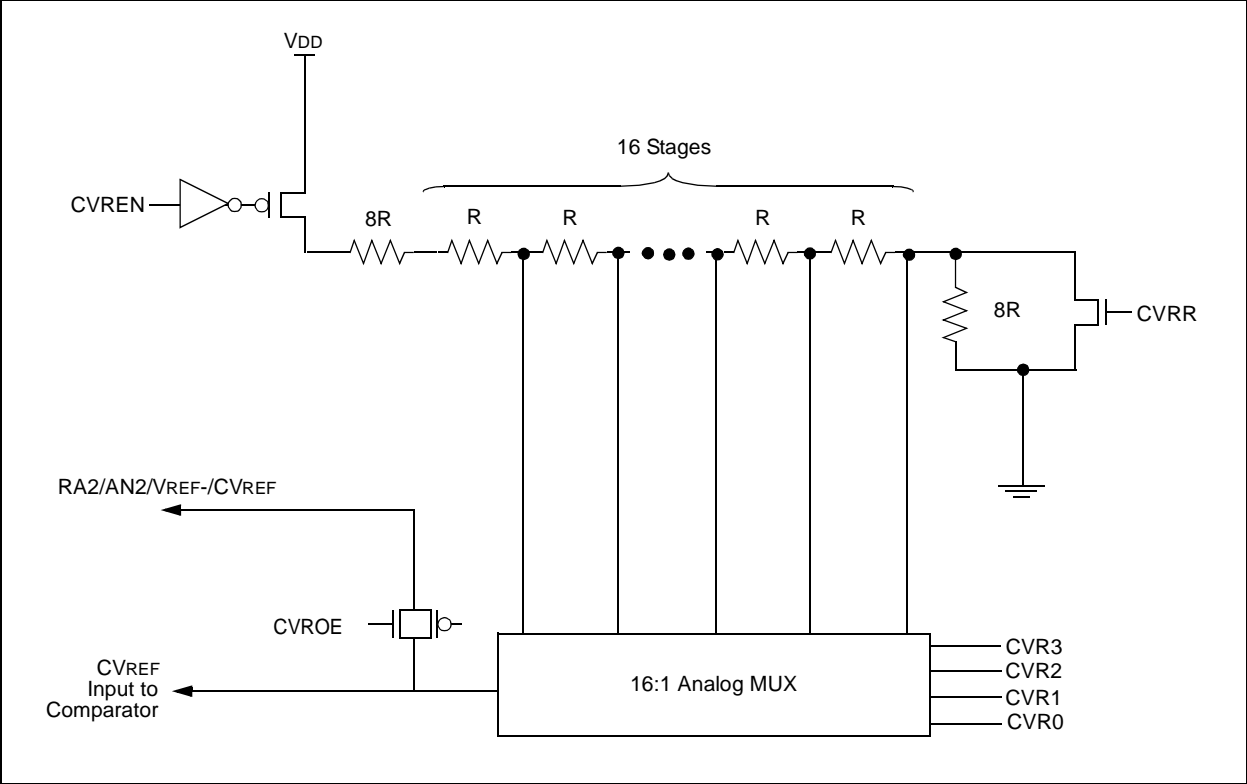 VDD
16 Stages
CVREN
8R
R
R
R
R
8R
CVRR
RA2/AN2/VREF-/CVREF
CVROE
CVREF
Input to
Comparator
16:1 Analog MUX
CVR3
CVR2
CVR1
CVR0